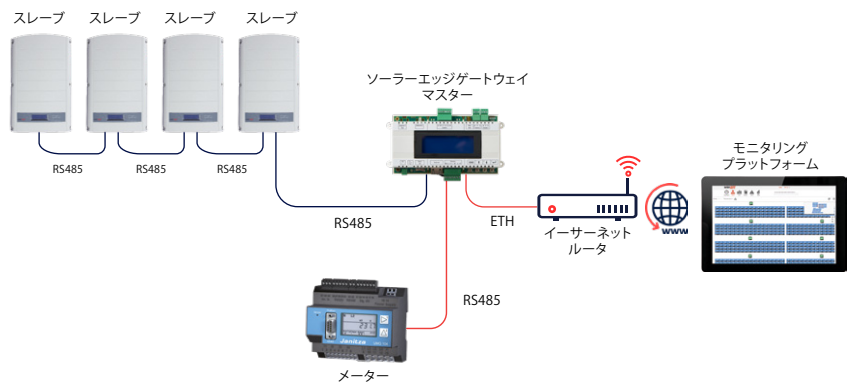 スレーブ スレーブ スレーブ スレーブ
ソーラーエッジゲートウェイ
マスター
RS485 RS485 RS485
モニタリング
プラットフォーム
RS485
ETH
www
イーサーネット
ルータ
RS485
Janitza
メーター